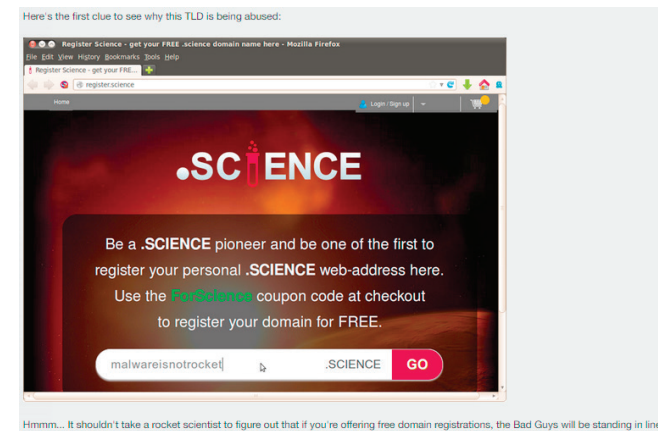 Here's the first clue to see why this TLD is being abused:
Register Science - get your FREE .science domain name here - Mozilla Firefox
File Edit View History Bookmarks Tools Help
Register Science - get your FRE...
register.science
Home
Login / Sign up
.SCIENCE
Be a .SCIENCE pioneer and be one of the first to
register your personal .SCIENCE web-address here.
Use the ForScience coupon code at checkout
to register your domain for FREE.
malwareisnotrocket .SCIENCE GO
Hmmm... It shouldn't take a rocket scientist to figure out that if you're offering free domain registrations, the Bad Guys will be standing in line